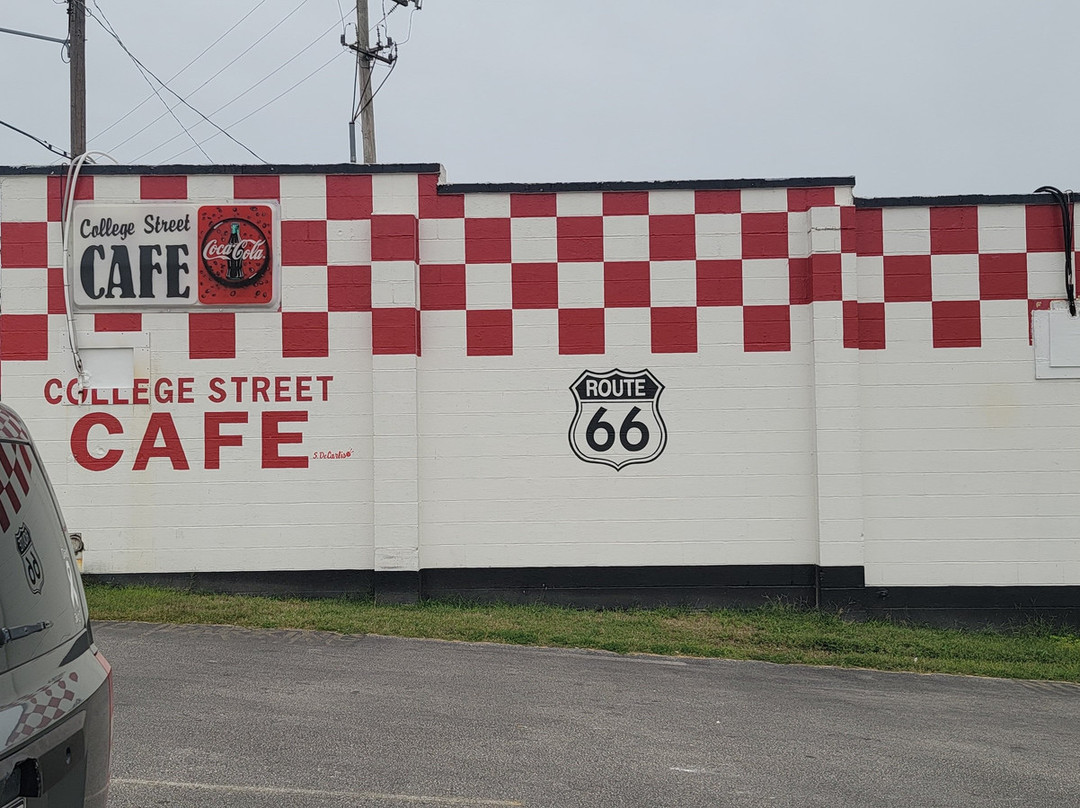 College Street
CAFE
Coca-Cola
COLLEGE STREET
CAFE
S. DeCarlis
ROUTE
66
66